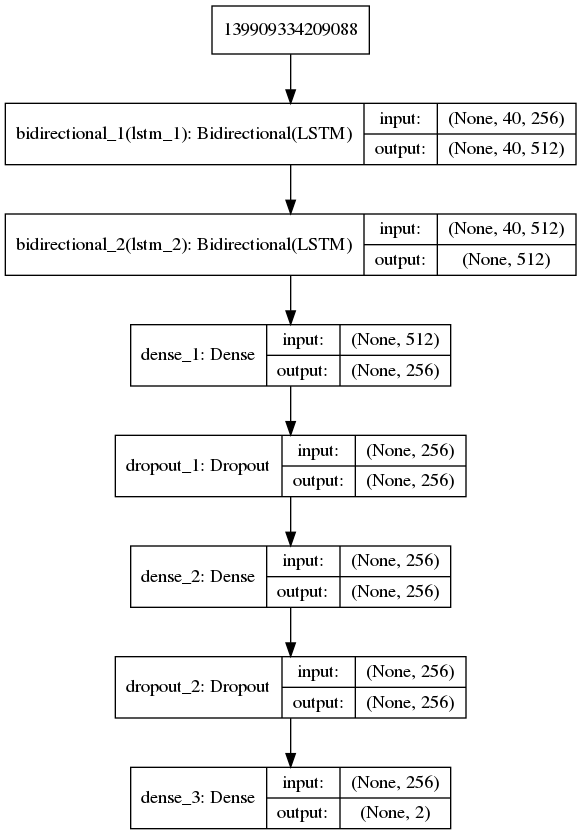 139909334209088
bidirectional_1(lstm_1): Bidirectional(LSTM)
input: (None, 40, 256)
output: (None, 40, 512)
bidirectional_2(lstm_2): Bidirectional(LSTM)
input: (None, 40, 512)
output: (None, 512)
dense_1: Dense
input: (None, 512)
output: (None, 256)
dropout_1: Dropout
input: (None, 256)
output: (None, 256)
dense_2: Dense
input: (None, 256)
output: (None, 256)
dropout_2: Dropout
input: (None, 256)
output: (None, 256)
dense_3: Dense
input: (None, 256)
output: (None, 2)